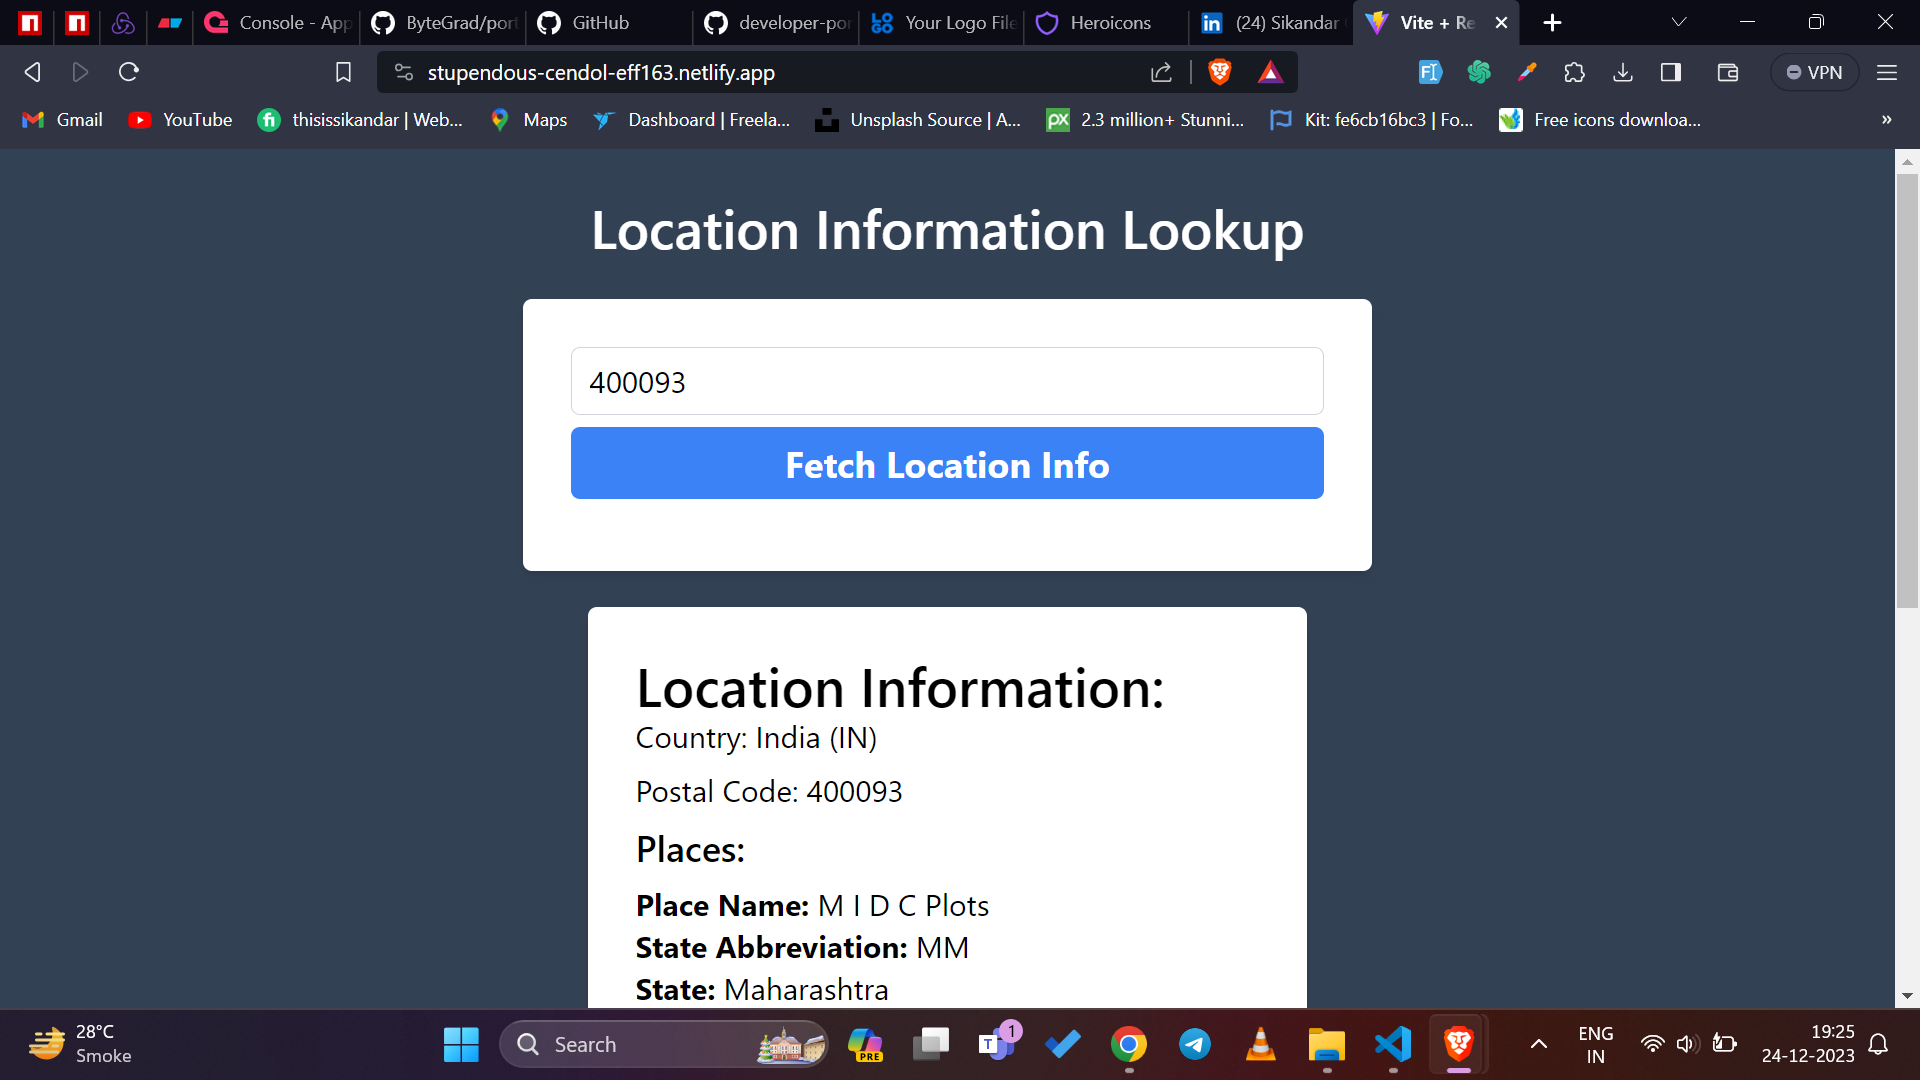 Console - App
ByteGrad/port
GitHub
developer-por
Your Logo File
Heroicons
(24) Sikandar
Vite + Re
stupendous-cendol-eff163.netlify.app
VPN
Gmail
YouTube
thisissikandar | Web...
Maps
Dashboard | Freela...
Unsplash Source | A...
2.3 million+ Stunni...
Kit: fe6cb16bc3 | Fo...
Free icons downloa...
»
Location Information Lookup
400093
Fetch Location Info
Location Information:
Country: India (IN)
Postal Code: 400093
Places:
Place Name: M I D C Plots
State Abbreviation: MM
State: Maharashtra
28°C
Smoke
Search
PRE
1
ENG
IN
19:25
24-12-2023